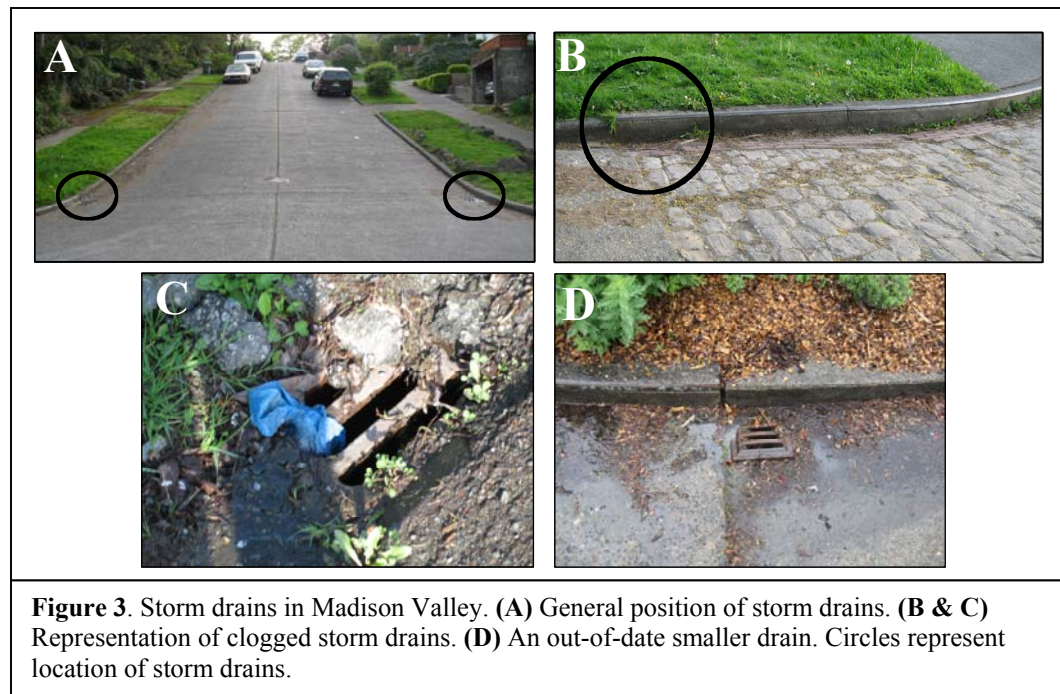 A
B
C
D
Figure 3. Storm drains in Madison Valley. (A) General position of storm drains. (B & C)
Representation of clogged storm drains. (D) An out-of-date smaller drain. Circles represent
location of storm drains.